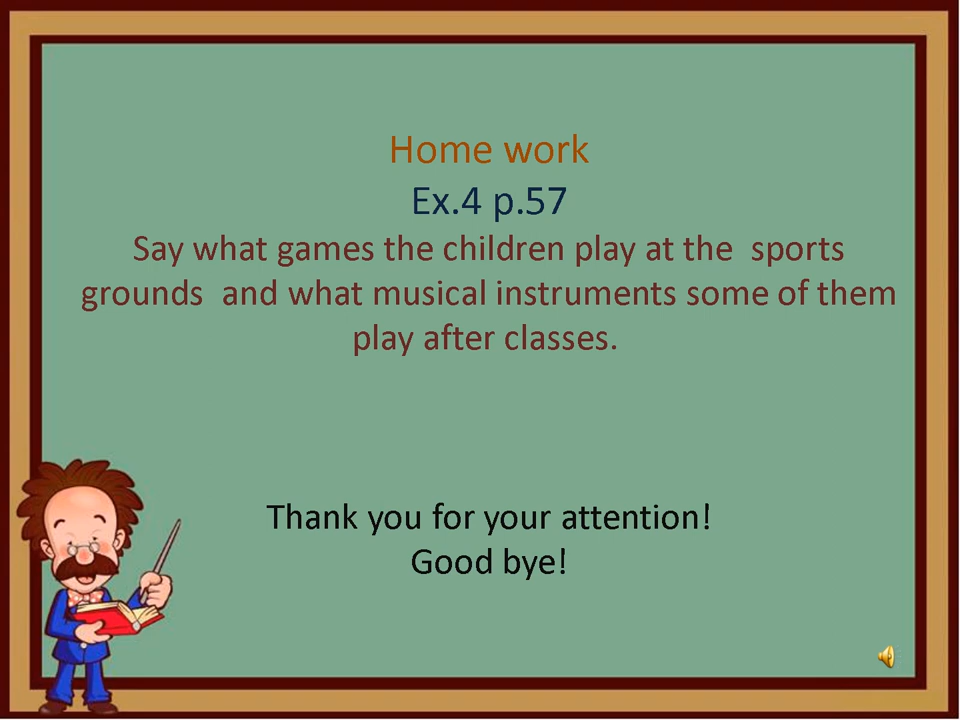 Home work
Ex.4 p.57
Say what games the children play at the sports
grounds and what musical instruments some of them
play after classes.
Thank you for your attention!
Good bye!